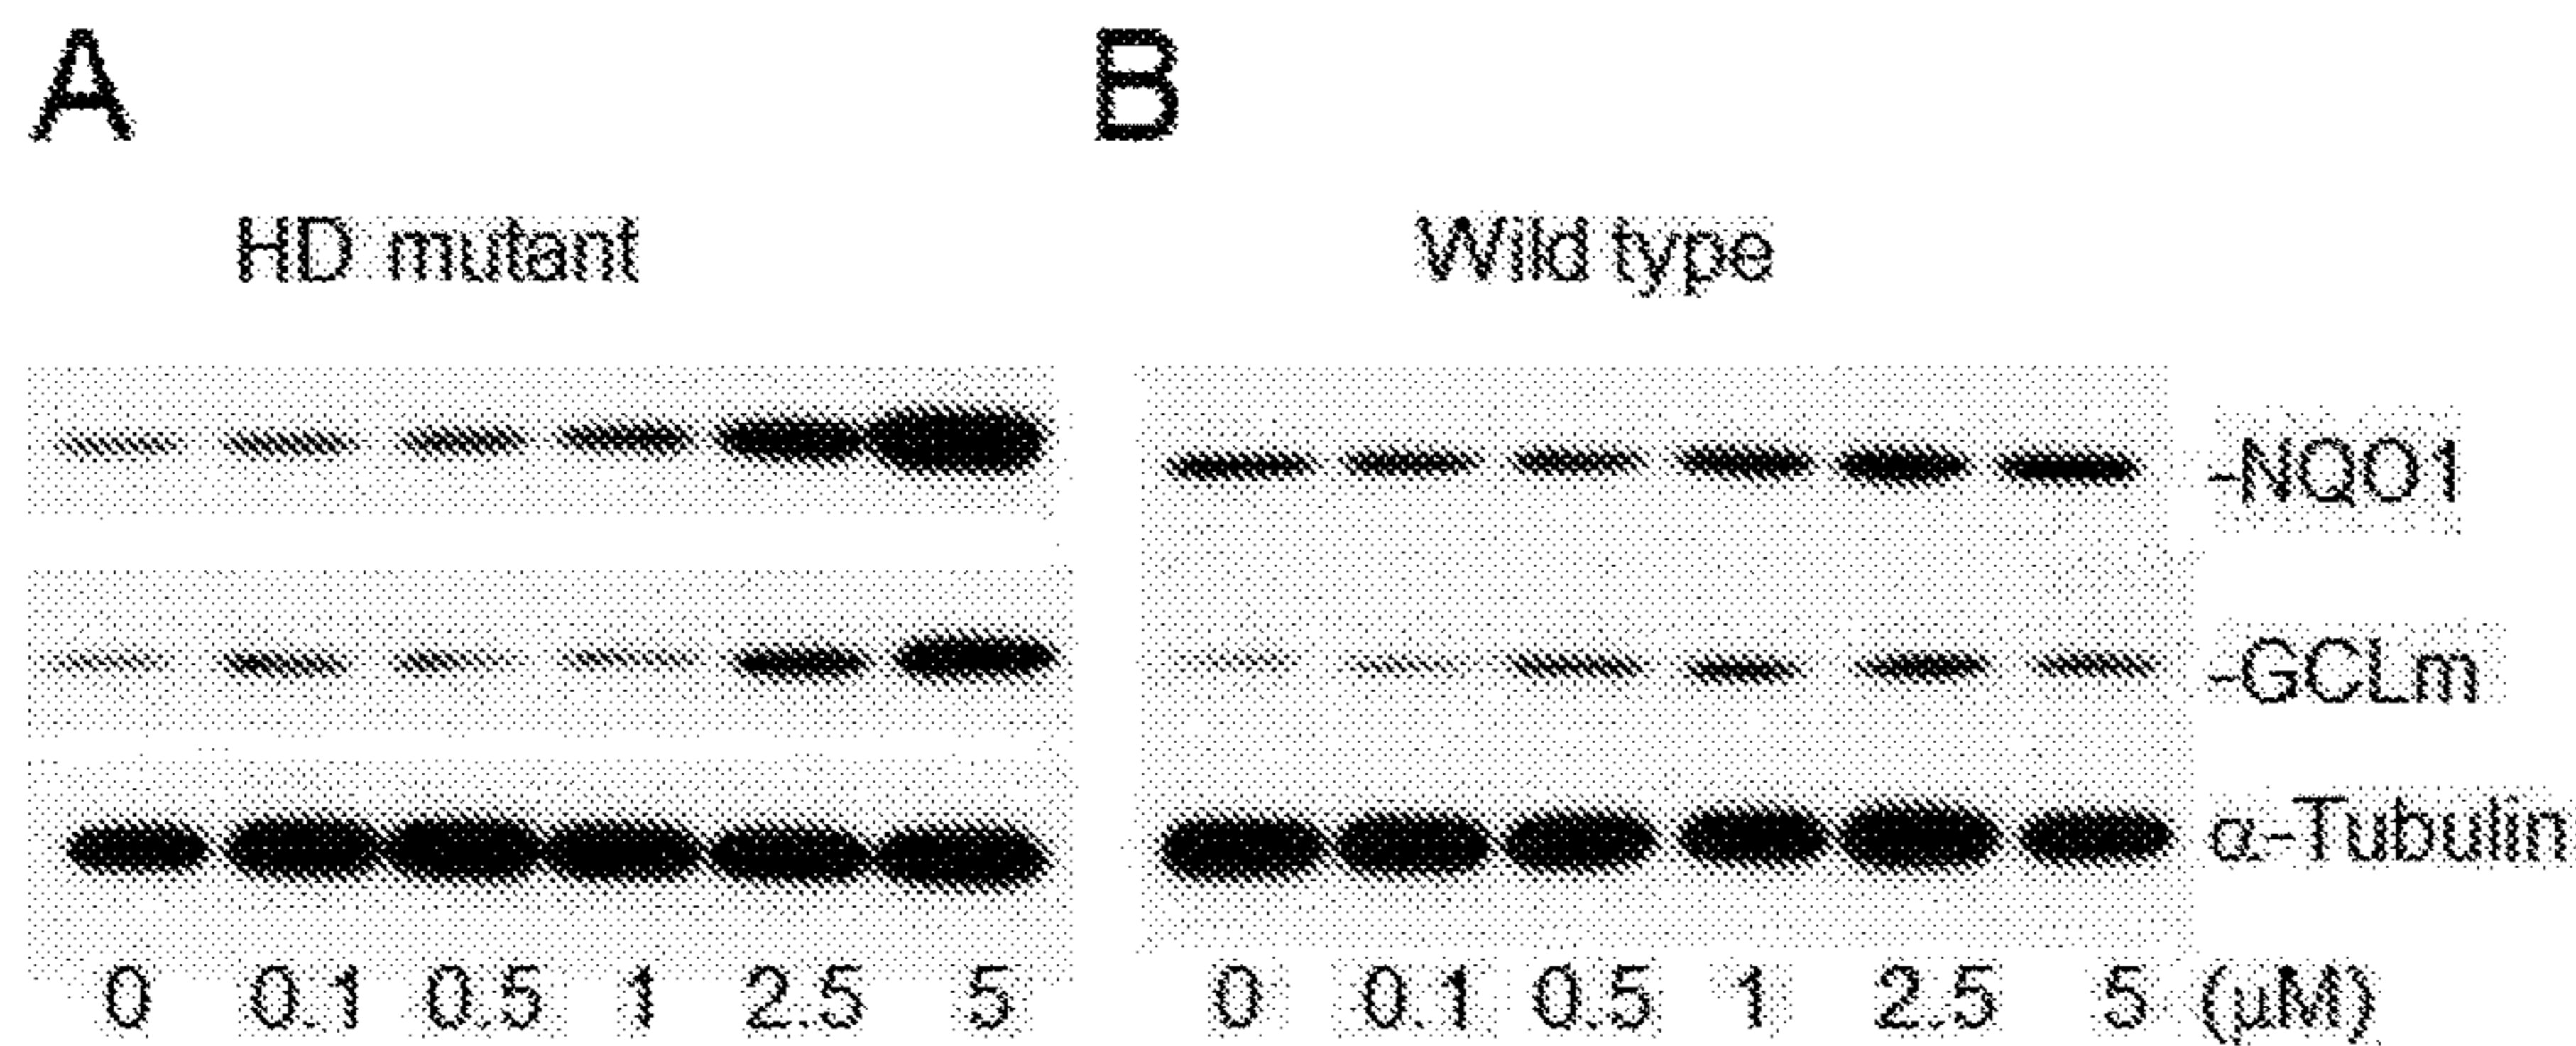 A
B
HD mutant
Wild type
-NQO1
-GCLm
α-Tubulin
0 0.1 0.5 1 2.5 5
0 0.1 0.5 1 2.5 5 (µM)